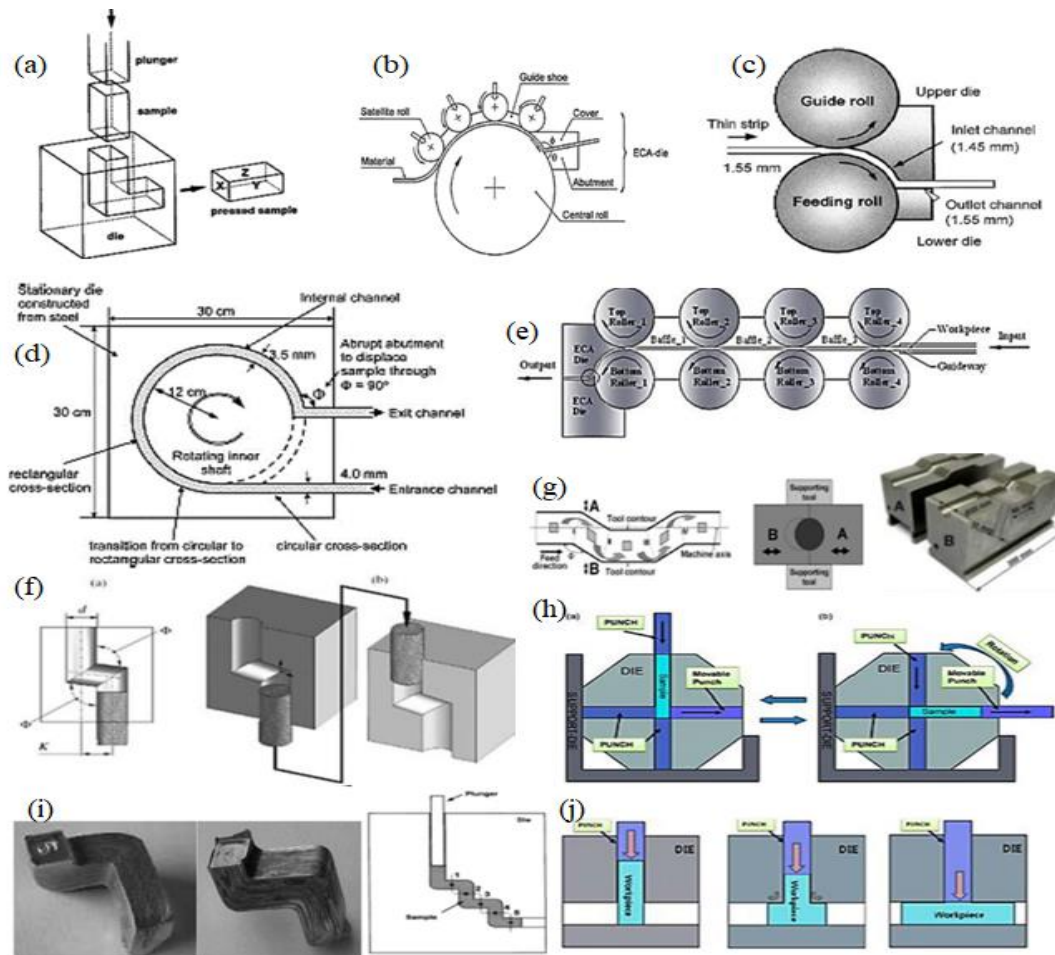 (a)
plunger
sample
X
Z
Y
pressed sample
die
(b)
Guide shoe
Satellite roll
Cover
Material
ϕ
θ
ECA-die
Abutment
Central roll
(c)
Guide roll
Upper die
Thin strip
1.55 mm
Inlet channel
(1.45 mm)
Feeding roll
Outlet channel
(1.55 mm)
Lower die
(d)
Stationary die
constructed
from steel
30 cm
Internal channel
3.5 mm
Abrupt abutment
to displace
sample through
Φ = 90°
Φ
12 cm
30 cm
Exit channel
Rotating inner
shaft
rectangular
cross-section
4.0 mm
Entrance channel
transition from circular to
rectangular cross-section
circular cross-section
(e)
Top
Roller_1
Top
Roller_2
Top
Roller_3
Top
Roller_4
ECA
Die
Baffle_1
Baffle_2
Baffle_3
Workpiece
Input
Output
Guideway
ECA
Die
Bottom
Roller_1
Bottom
Roller_2
Bottom
Roller_3
Bottom
Roller_4
(f)
(a)
(b)
d
Φ
Φ
K
(g)
A
Tool contour
Feed
direction
Φ
Machine axis
B
Tool contour
Supporting
tool
B
A
Supporting
tool
A
B
(h)
(a)
PUNCH
DIE
Sample
Movable
Punch
SUPPORT-DIE
PUNCH
PUNCH
DIE
Rotation
Movable
Punch
SUPPORT-DIE
Sample
PUNCH
(i)
Plunger
Die
1
2
3
Sample
(j)
PUNCH
DIE
Workpiece
PUNCH
DIE
Workpiece
PUNCH
DIE
Workpiece